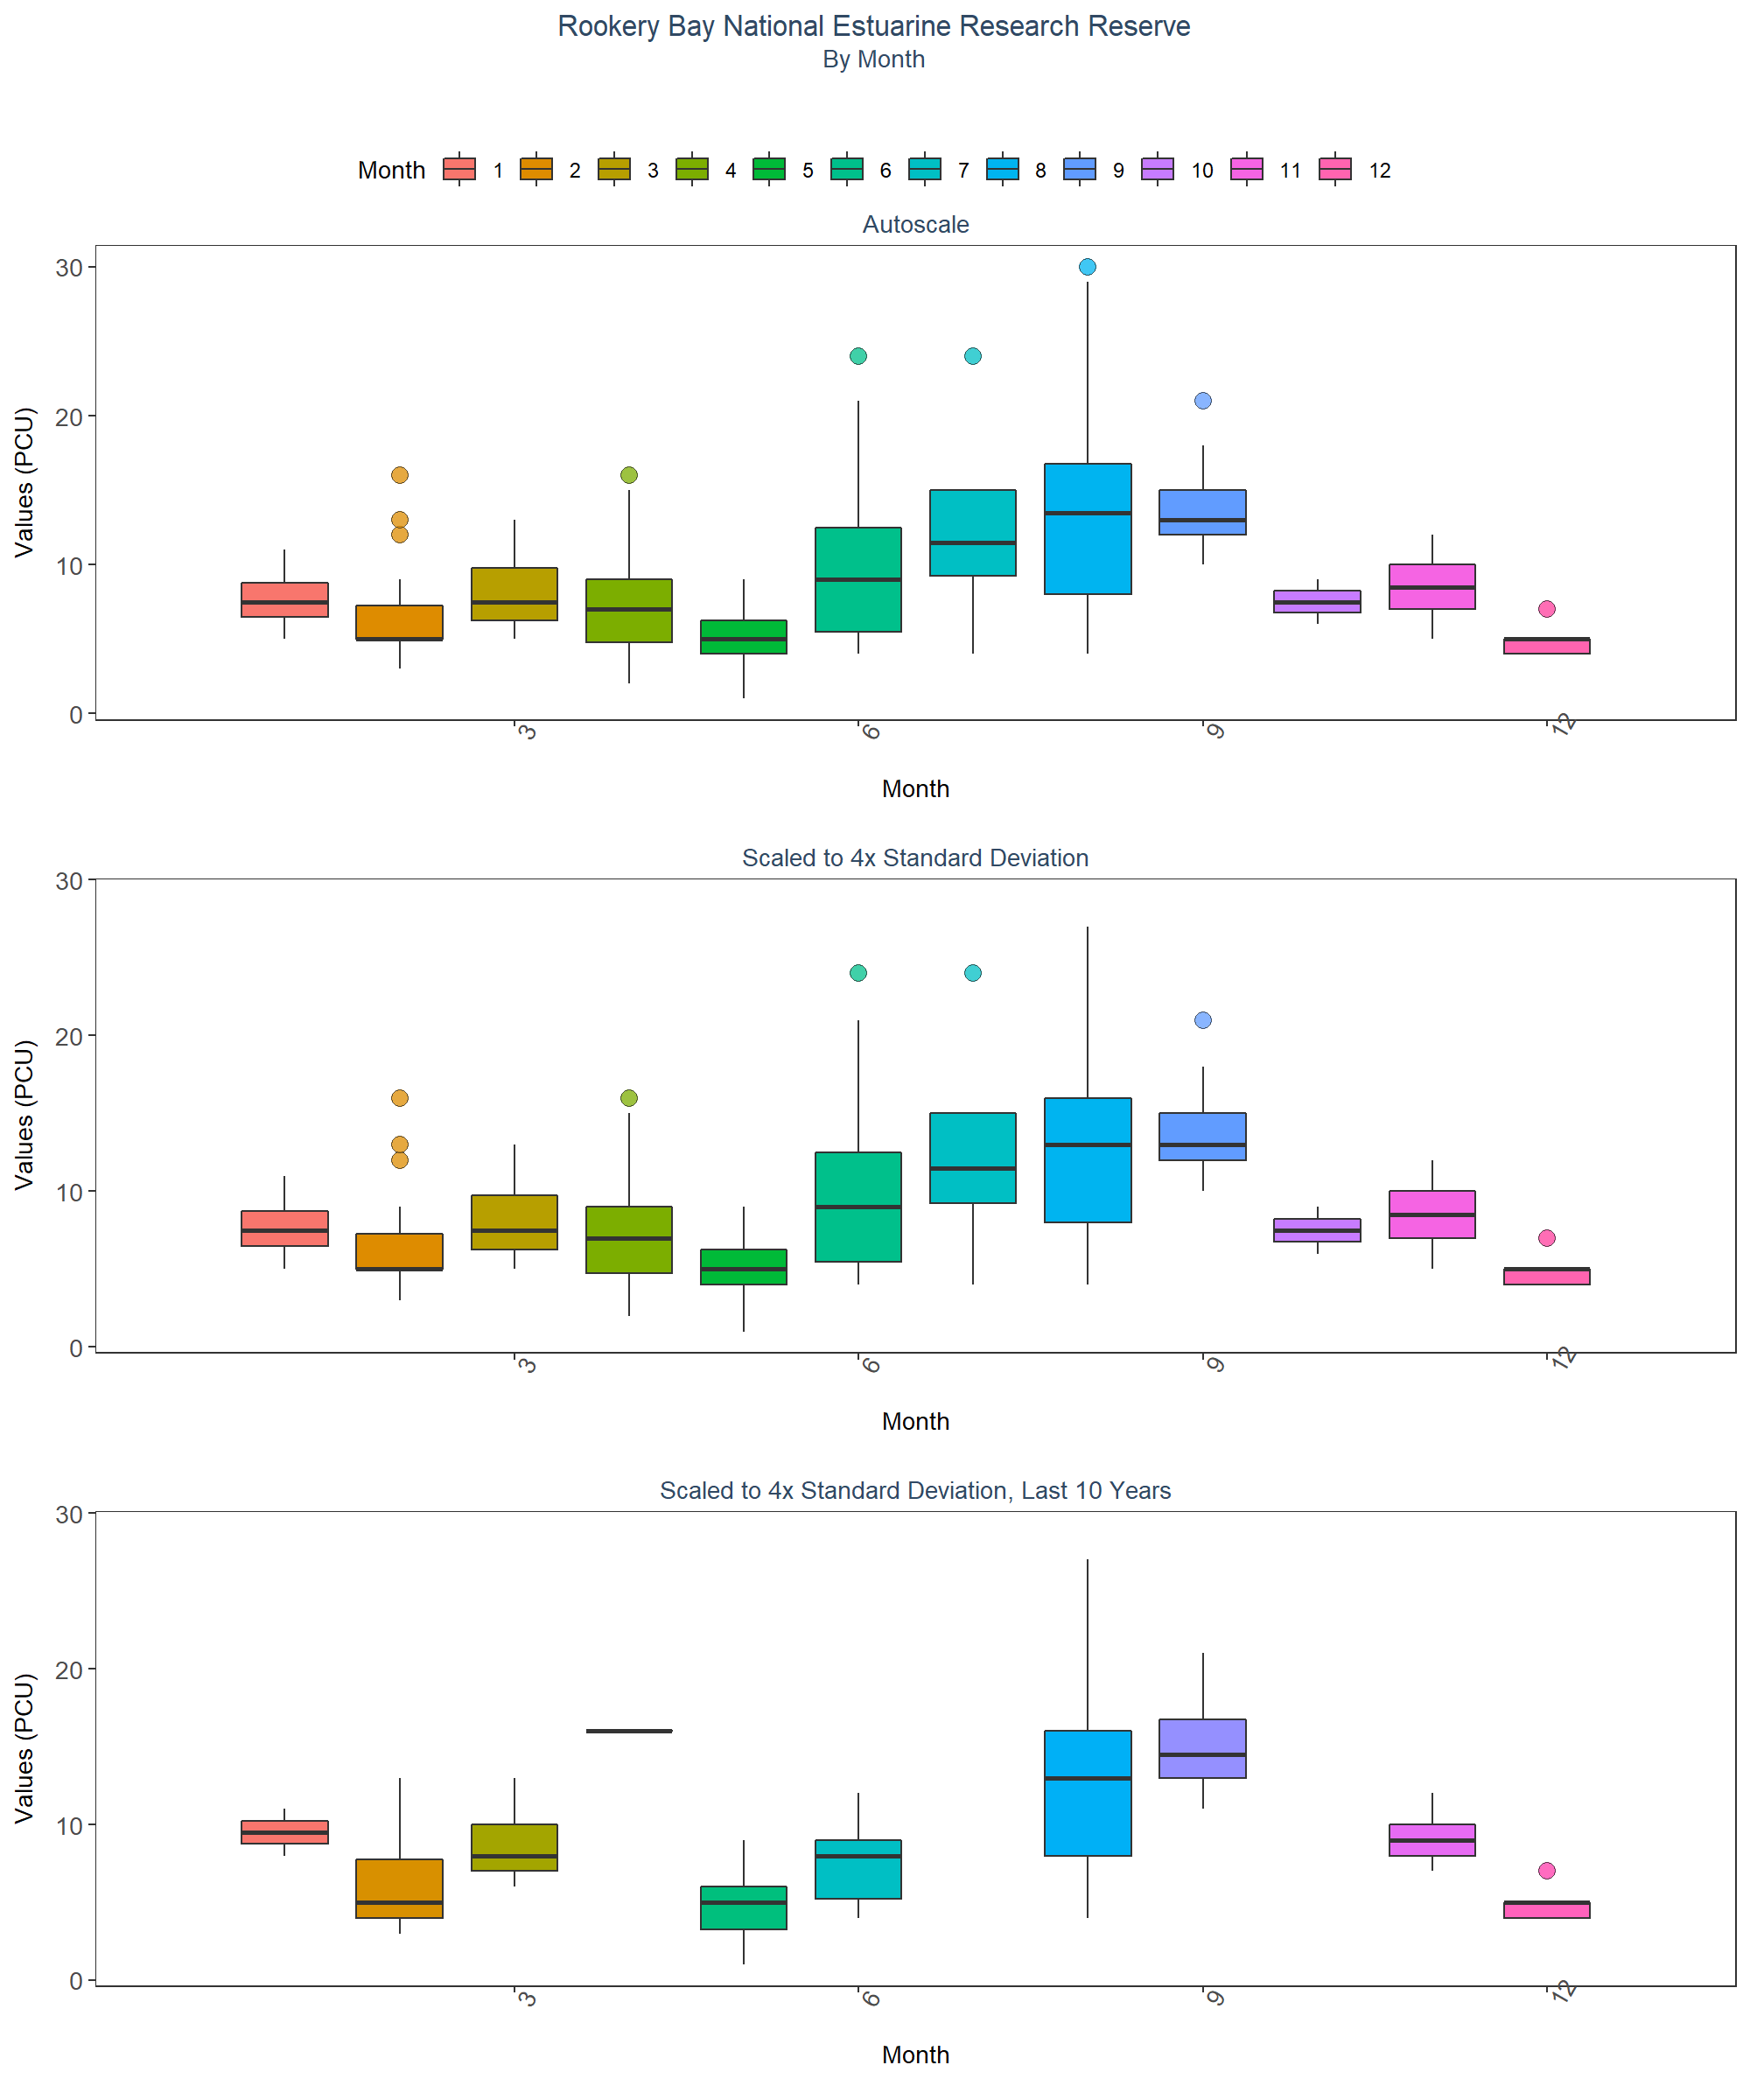 Rookery Bay National Estuarine Research Reserve
By Month
Month 1 2 3 4 5 6 7 8 9 10 11 12
Autoscale
Values (PCU)
30
20
10
0
3 6 9 12
Month
Scaled to 4x Standard Deviation
Values (PCU)
30
20
10
0
3 6 9 12
Month
Scaled to 4x Standard Deviation, Last 10 Years
Values (PCU)
30
20
10
0
3 6 9 12
Month